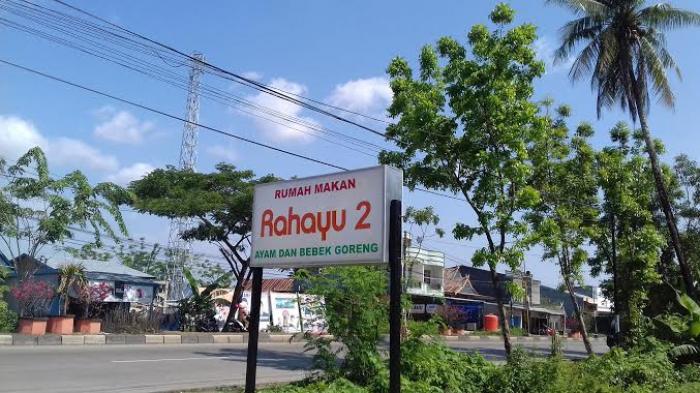 RUMAH MAKAN
Rahayu 2
AYAM DAN BEBEK GORENG